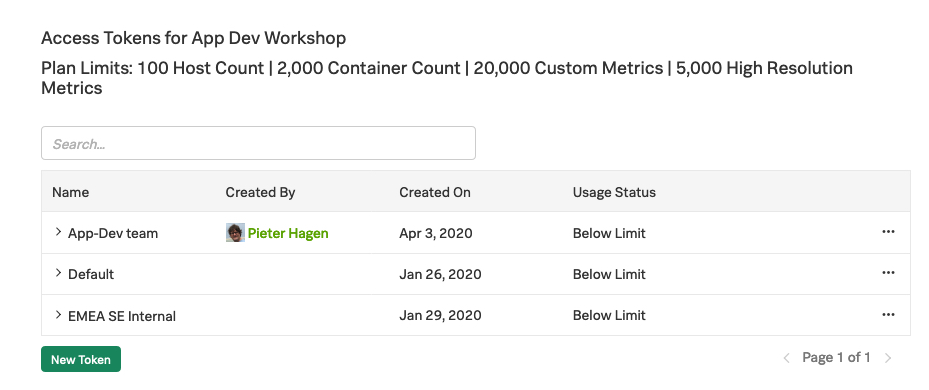 Access Tokens for App Dev Workshop
Plan Limits: 100 Host Count | 2,000 Container Count | 20,000 Custom Metrics | 5,000 High Resolution
Metrics
Search...
Name Created By Created On Usage Status
App-Dev team Pieter Hagen Apr 3, 2020 Below Limit
Default Jan 26, 2020 Below Limit
EMEA SE Internal Jan 29, 2020 Below Limit
New Token Page 1 of 1